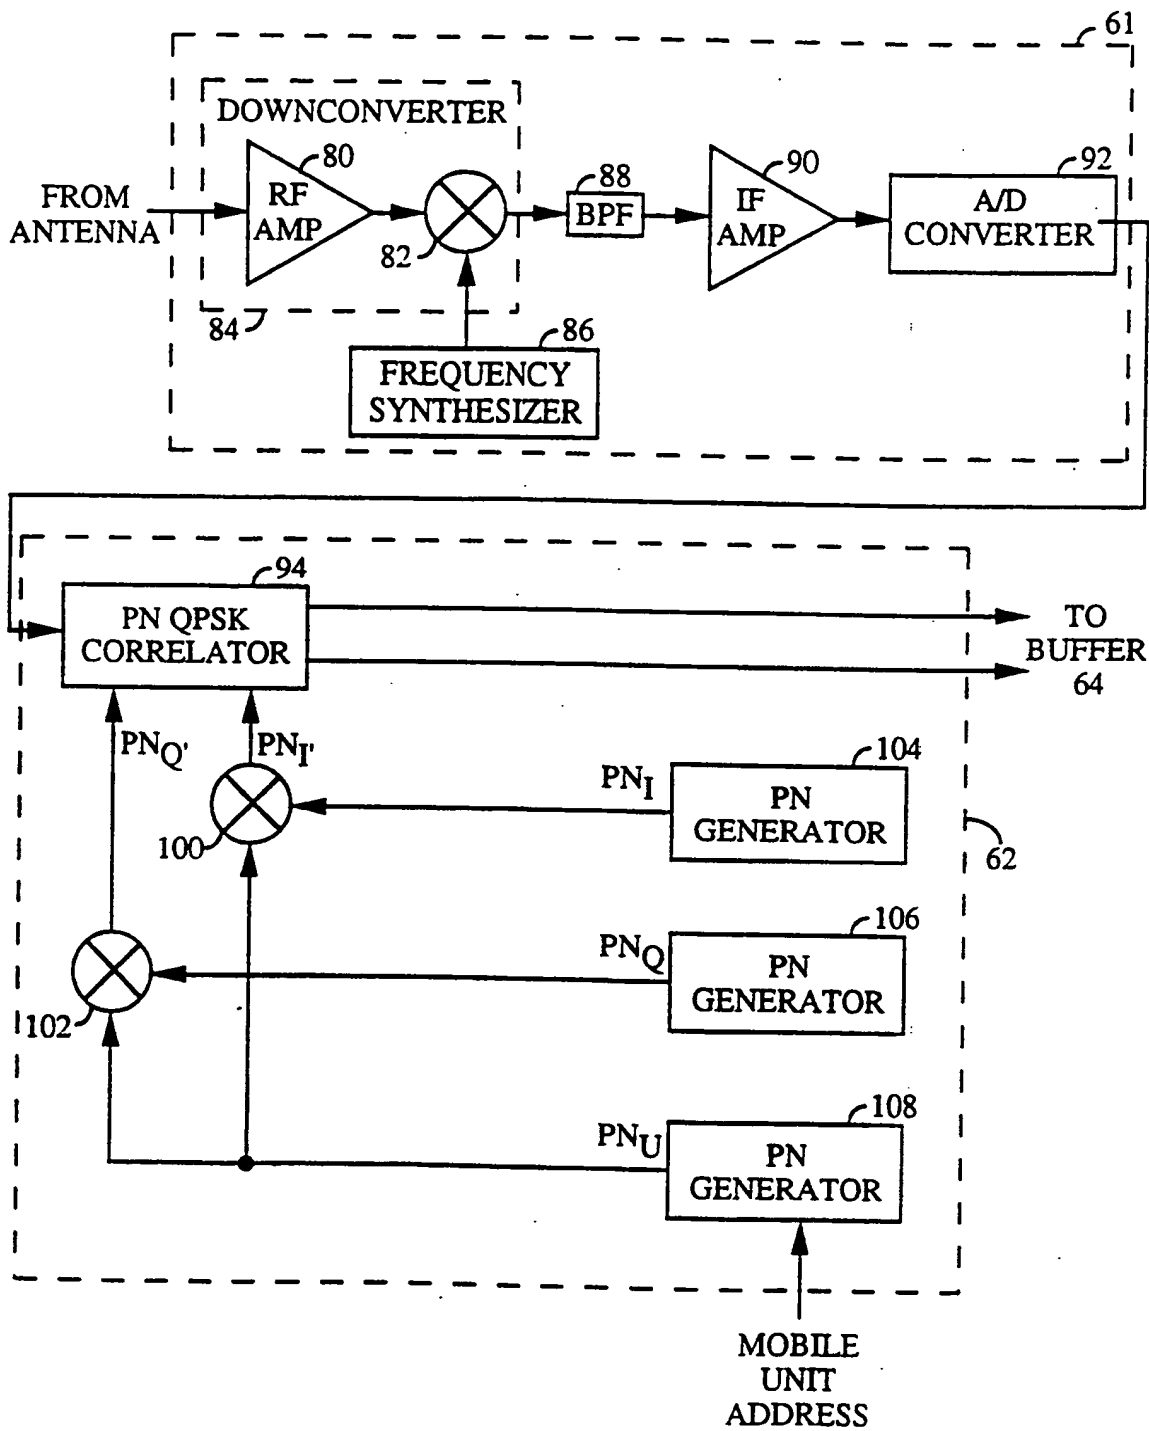 61
DOWNCONVERTER
80
RF
AMP
82
84
FROM
ANTENNA
88
BPF
90
IF
AMP
92
A/D
CONVERTER
86
FREQUENCY
SYNTHESIZER
94
PN QPSK
CORRELATOR
TO
BUFFER
64
PNQ'
PNI'
100
PNI
104
PN
GENERATOR
62
102
PNQ
106
PN
GENERATOR
PNU
108
PN
GENERATOR
MOBILE
UNIT
ADDRESS